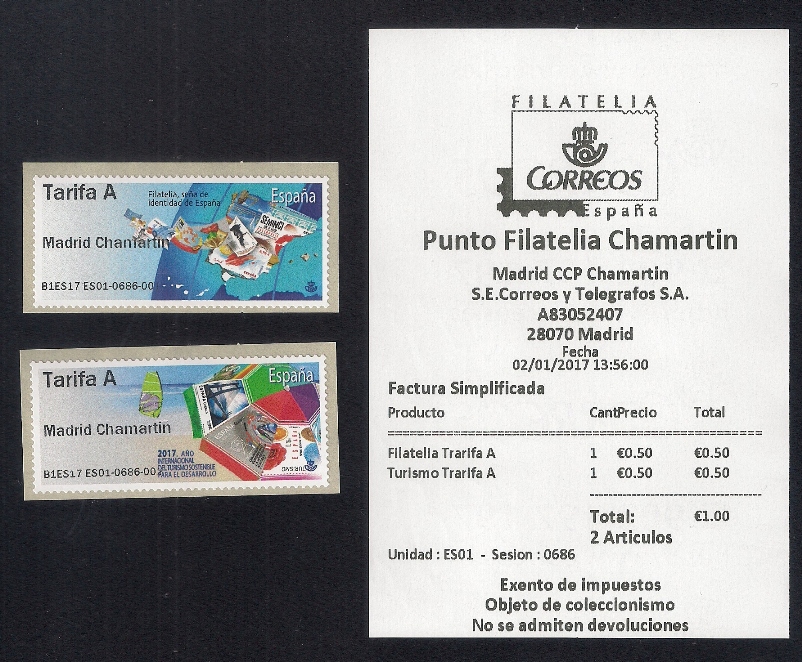 Tarifa A
Filatelia, seña de
identidad de España
España
Madrid Chamartin
B1ES17 ES01-0686-00
Tarifa A
España
Madrid Chamartin
2017. AÑO
INTERNACIONAL
DEL TURISMO SOSTENIBLE
PARA EL DESARROLLO
B1ES17 ES01-0686-00
FILATELIA
CORREOS
España
Punto Filatelia Chamartin
Madrid CCP Chamartin
S.E.Correos y Telegrafos S.A.
A83052407
28070 Madrid
Fecha
02/01/2017 13:56:00
Factura Simplificada
Producto CantPrecio Total
Filatelia Trarifa A 1 €0.50 €0.50
Turismo Trarifa A 1 €0.50 €0.50
Total: €1.00
2 Articulos
Unidad : ES01 - Sesion : 0686
Exento de impuestos
Objeto de coleccionismo
No se admiten devoluciones